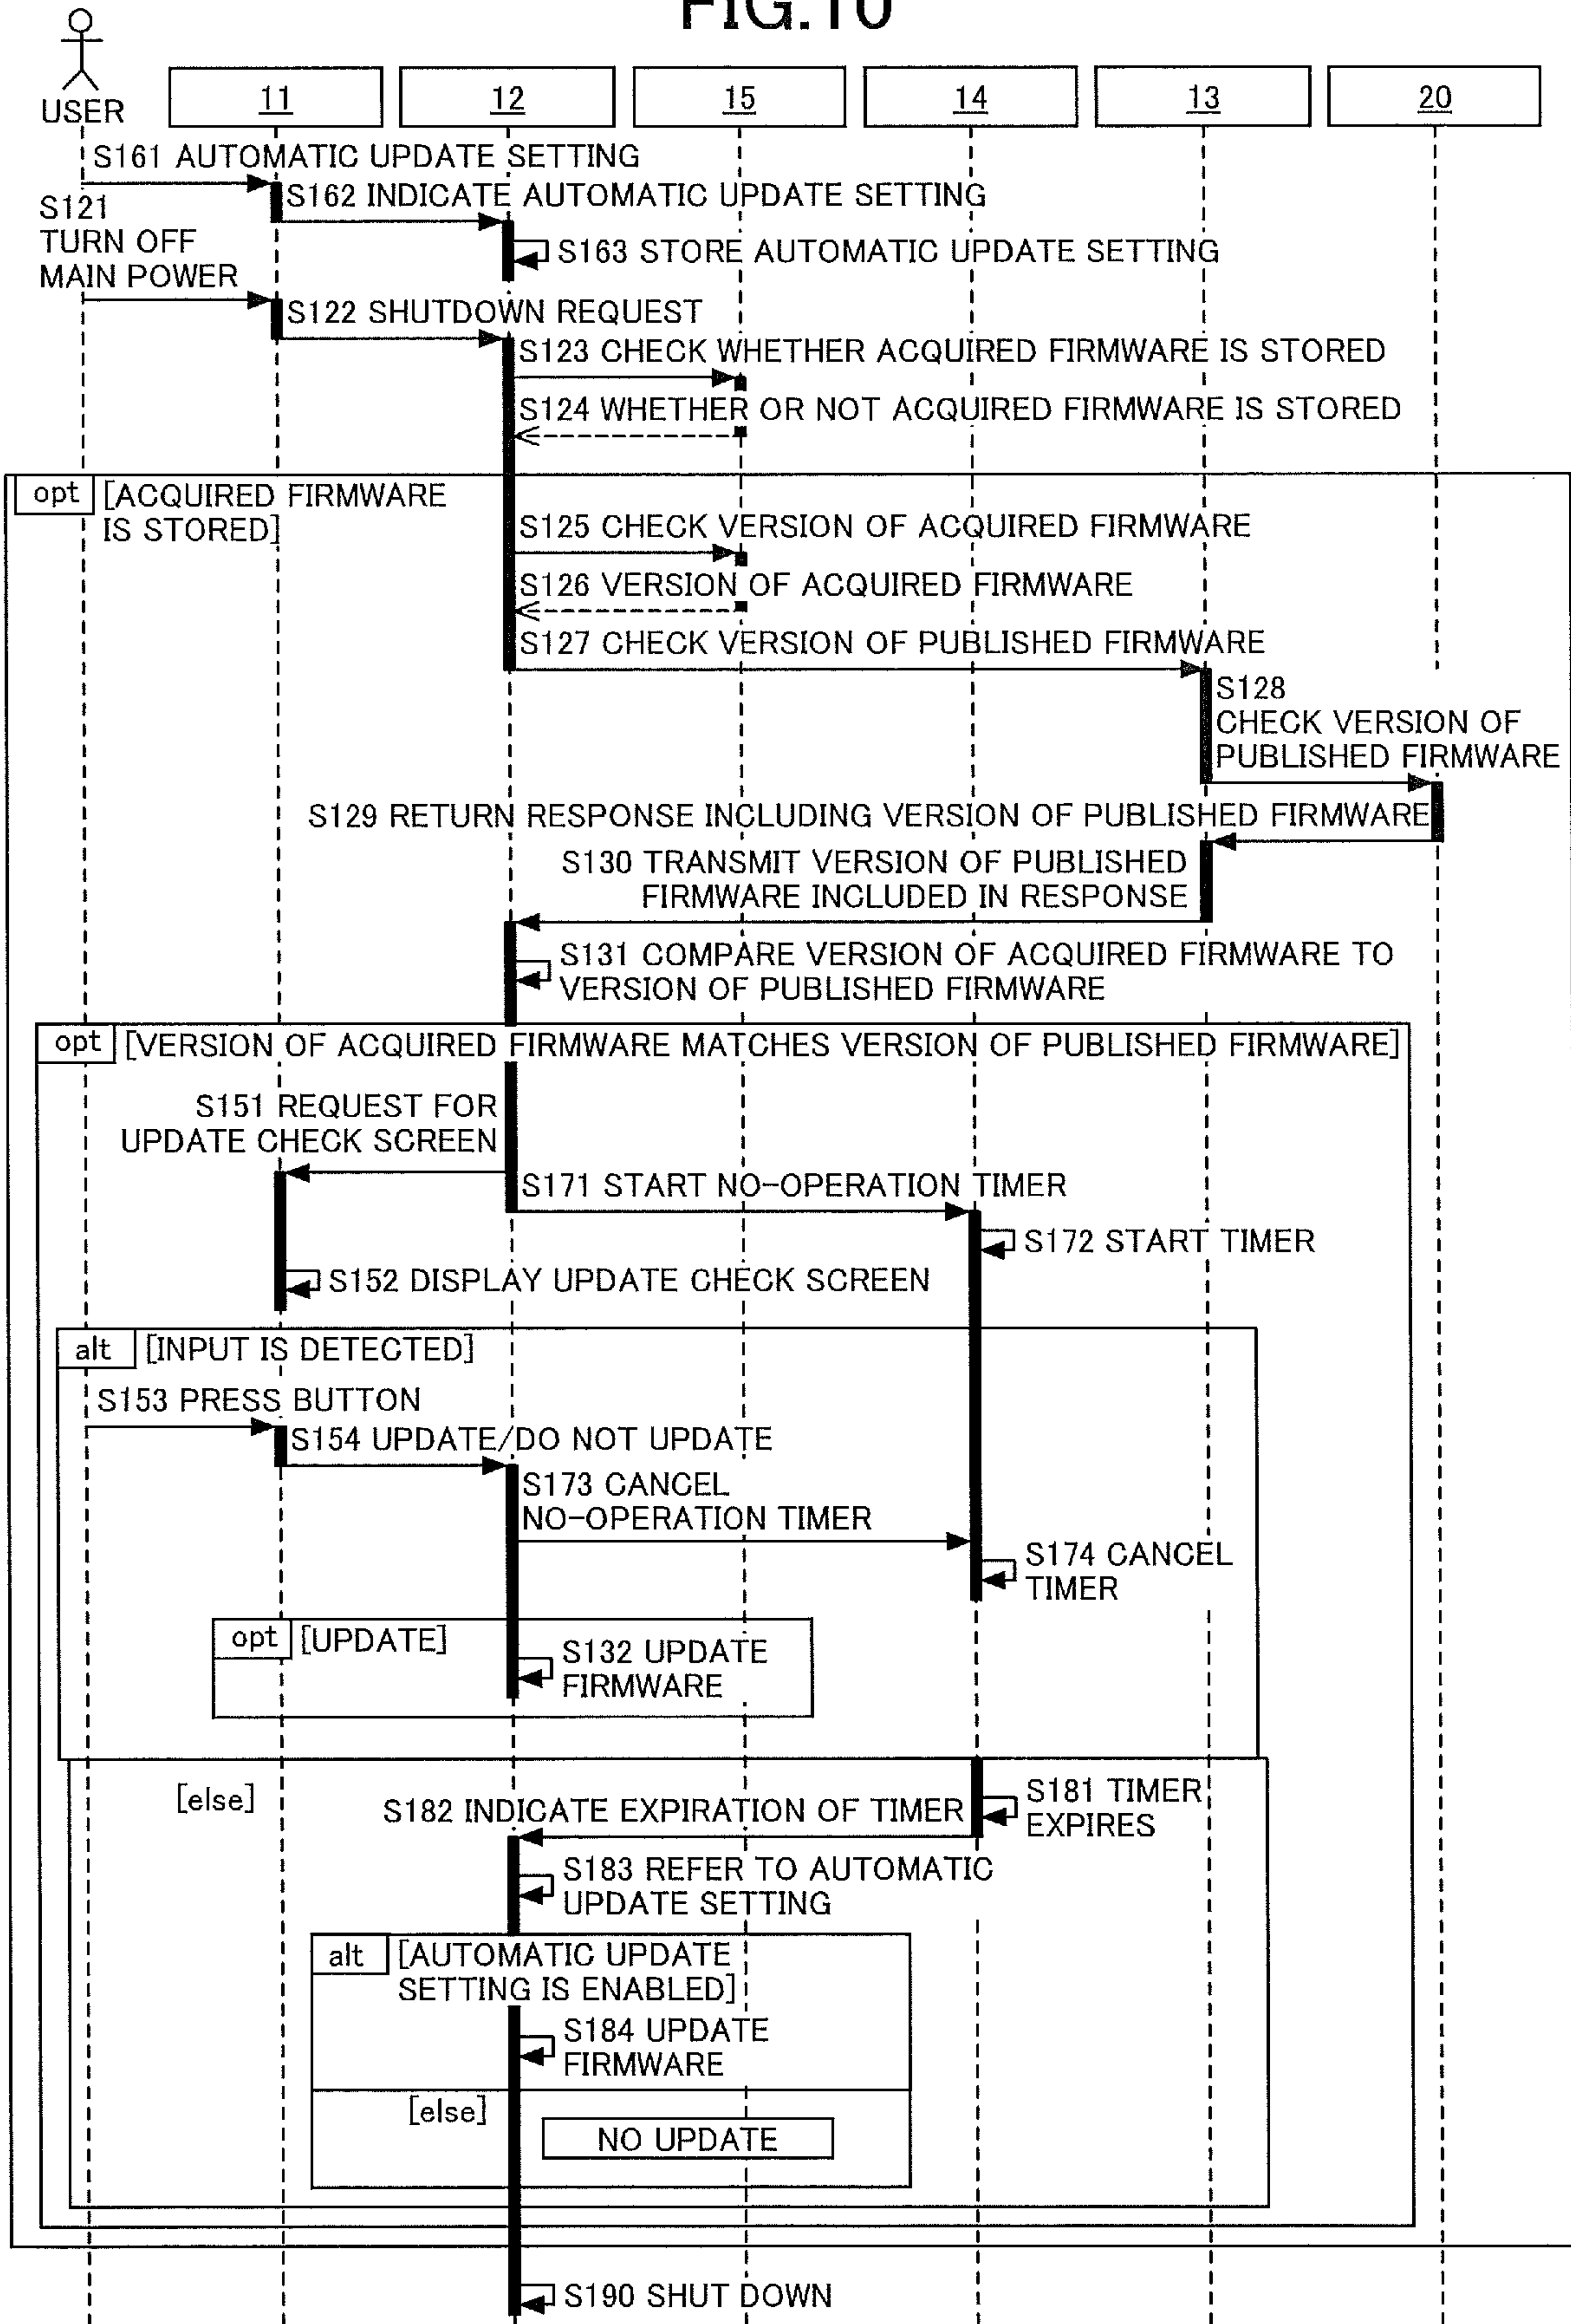 FIG.10
USER
11
12
15
14
13
20
S161 AUTOMATIC UPDATE SETTING
S162 INDICATE AUTOMATIC UPDATE SETTING
S121
TURN OFF
MAIN POWER
S163 STORE AUTOMATIC UPDATE SETTING
S122 SHUTDOWN REQUEST
S123 CHECK WHETHER ACQUIRED FIRMWARE IS STORED
S124 WHETHER OR NOT ACQUIRED FIRMWARE IS STORED
opt
[ACQUIRED FIRMWARE
IS STORED]
S125 CHECK VERSION OF ACQUIRED FIRMWARE
S126 VERSION OF ACQUIRED FIRMWARE
S127 CHECK VERSION OF PUBLISHED FIRMWARE
S128
CHECK VERSION OF
PUBLISHED FIRMWARE
S129 RETURN RESPONSE INCLUDING VERSION OF PUBLISHED FIRMWARE
S130 TRANSMIT VERSION OF PUBLISHED
FIRMWARE INCLUDED IN RESPONSE
S131 COMPARE VERSION OF ACQUIRED FIRMWARE TO
VERSION OF PUBLISHED FIRMWARE
opt
[VERSION OF ACQUIRED FIRMWARE MATCHES VERSION OF PUBLISHED FIRMWARE]
S151 REQUEST FOR
UPDATE CHECK SCREEN
S171 START NO-OPERATION TIMER
S172 START TIMER
S152 DISPLAY UPDATE CHECK SCREEN
alt
[INPUT IS DETECTED]
S153 PRESS BUTTON
S154 UPDATE/DO NOT UPDATE
S173 CANCEL
NO-OPERATION TIMER
S174 CANCEL
TIMER
opt
[UPDATE]
S132 UPDATE
FIRMWARE
[else]
S181 TIMER
EXPIRES
S182 INDICATE EXPIRATION OF TIMER
S183 REFER TO AUTOMATIC
UPDATE SETTING
alt
[AUTOMATIC UPDATE
SETTING IS ENABLED]
S184 UPDATE
FIRMWARE
[else]
NO UPDATE
S190 SHUT DOWN